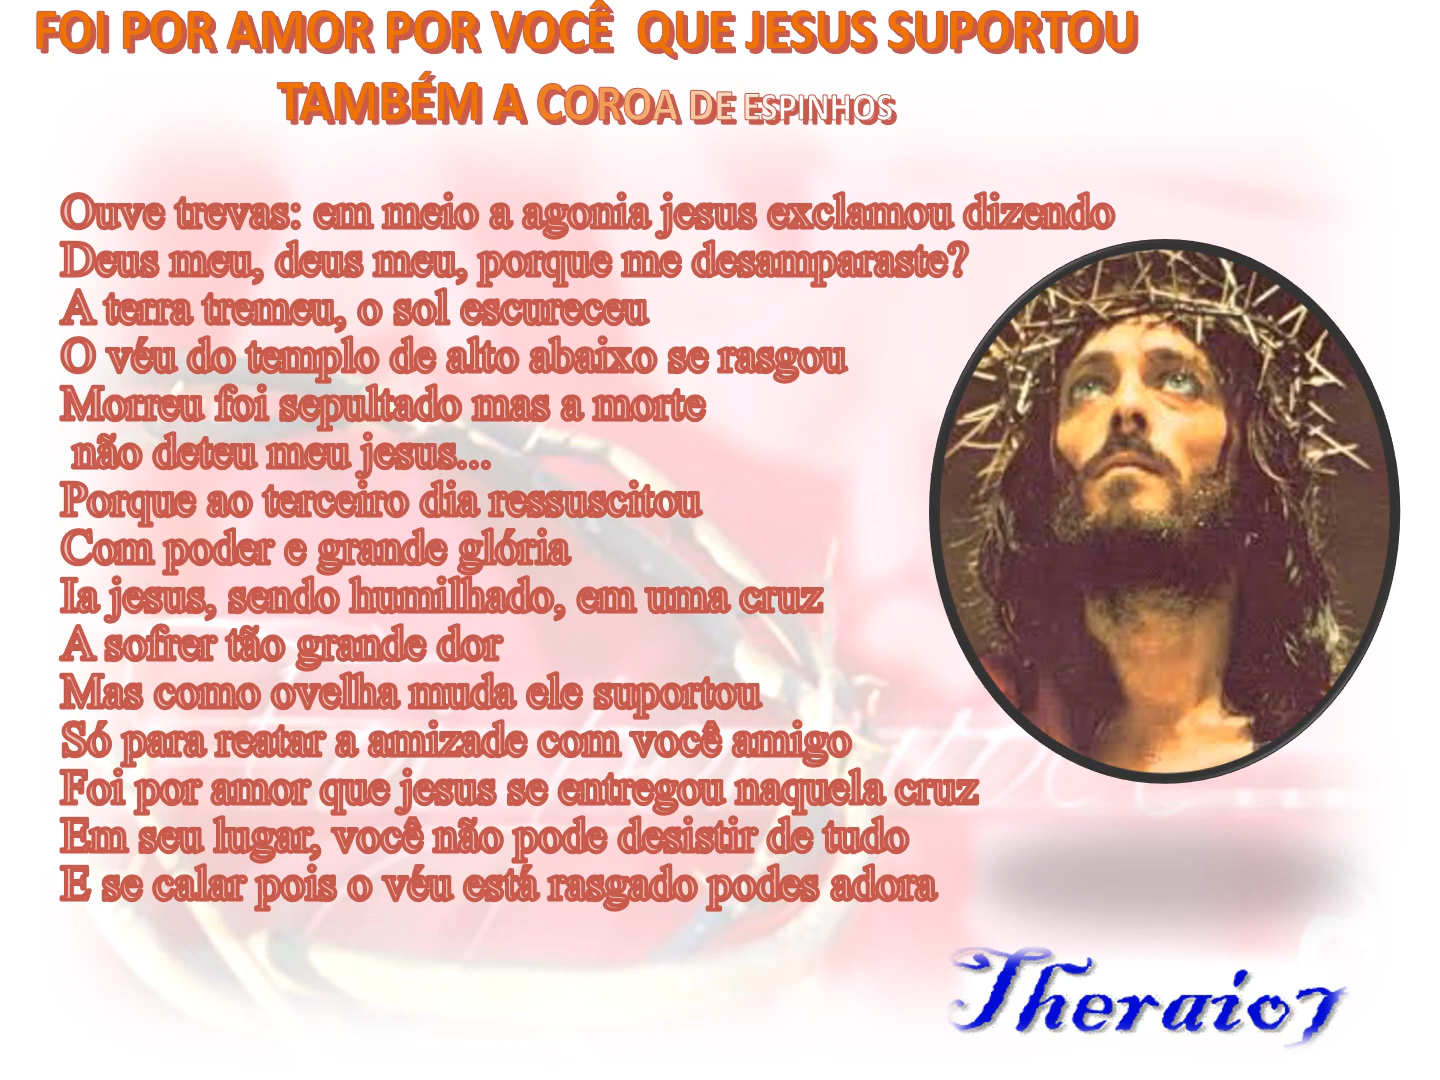 FOI POR AMOR POR VOCÊ QUE JESUS SUPORTOU
TAMBÉM A COROA DE ESPINHOS
Ouve trevas: em meio a agonia jesus exclamou dizendo
Deus meu, deus meu, porque me desamparaste?
A terra tremeu, o sol escureceu
O véu do templo de alto abaixo se rasgou
Morreu foi sepultado mas a morte
não deteu meu jesus...
Porque ao terceiro dia ressuscitou
Com poder e grande glória
Ia jesus, sendo humilhado, em uma cruz
A sofrer tão grande dor
Mas como ovelha muda ele suportou
Só para reatar a amizade com você amigo
Foi por amor que jesus se entregou naquela cruz
Em seu lugar, você não pode desistir de tudo
E se calar pois o véu está rasgado podes adora
Theraio7